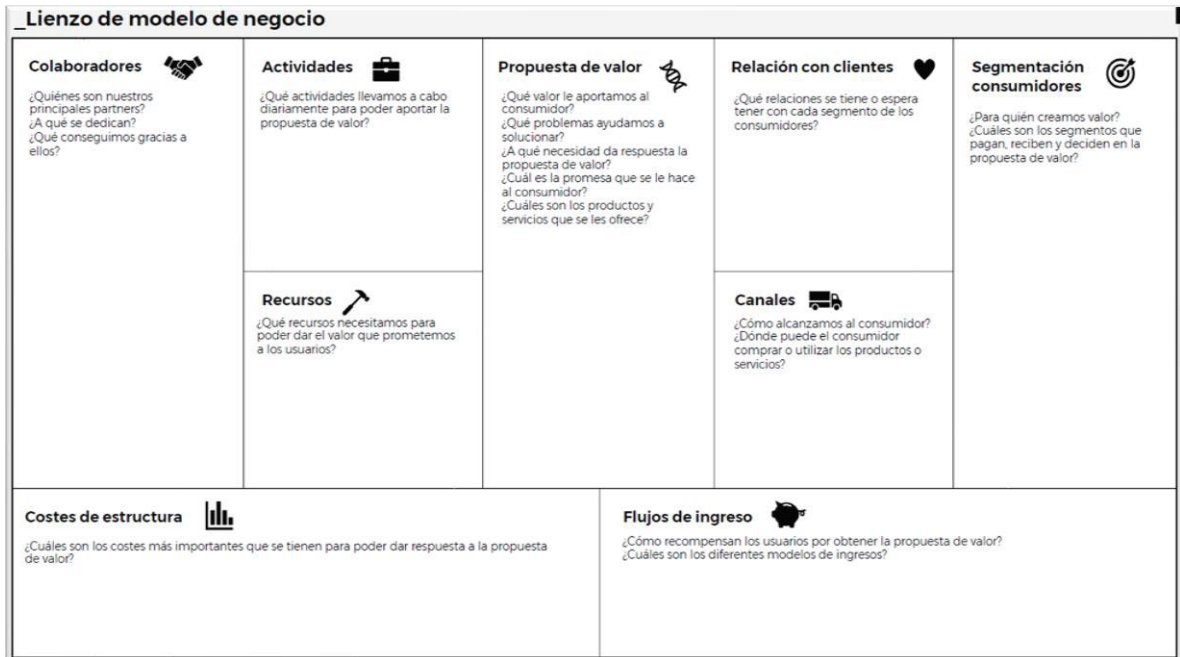 _Lienzo de modelo de negocio
Colaboradores
¿Quiénes son nuestros
principales partners?
¿A qué se dedican?
¿Qué conseguimos gracias a
ellos?
Actividades
¿Qué actividades llevamos a cabo
diariamente para poder aportar la
propuesta de valor?
Recursos
¿Qué recursos necesitamos para
poder dar el valor que prometemos
a los usuarios?
Propuesta de valor
¿Qué valor le aportamos al
consumidor?
¿Qué problemas ayudamos a
solucionar?
¿A qué necesidad da respuesta la
propuesta de valor?
¿Cuál es la promesa que se le hace
al consumidor?
¿Cuáles son los productos y
servicios que se les ofrece?
Relación con clientes
¿Qué relaciones se tiene o espera
tener con cada segmento de los
consumidores?
Canales
¿Cómo alcanzamos al consumidor?
¿Dónde puede el consumidor
comprar o utilizar los productos o
servicios?
Segmentación
consumidores
¿Para quién creamos valor?
¿Cuáles son los segmentos que
pagan, reciben y deciden en la
propuesta de valor?
Costes de estructura
¿Cuáles son los costes más importantes que se tienen para poder dar respuesta a la propuesta
de valor?
Flujos de ingreso
¿Cómo recompensan los usuarios por obtener la propuesta de valor?
¿Cuáles son los diferentes modelos de ingresos?